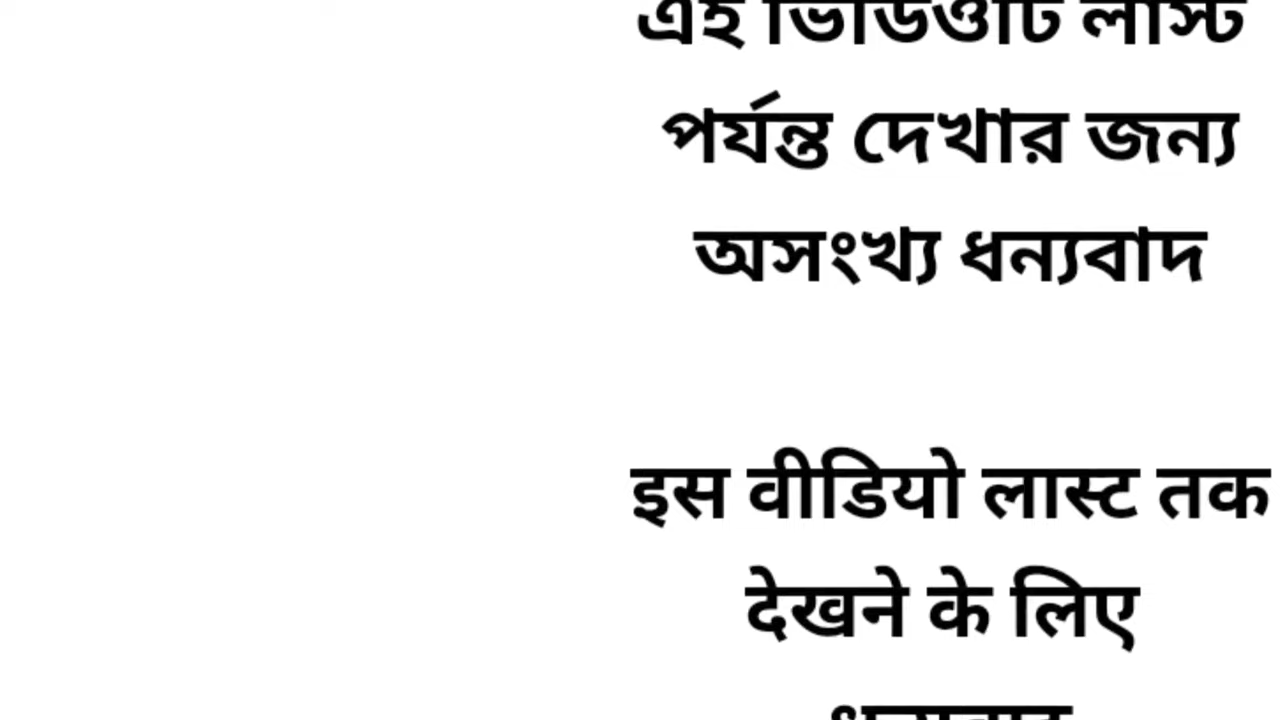 এই ভিডিওটি লাস্ট
পর্যন্ত দেখার জন্য
অসংখ্য ধন্যবাদ
इस वीडियो लास्ट तक
देखने के लिए